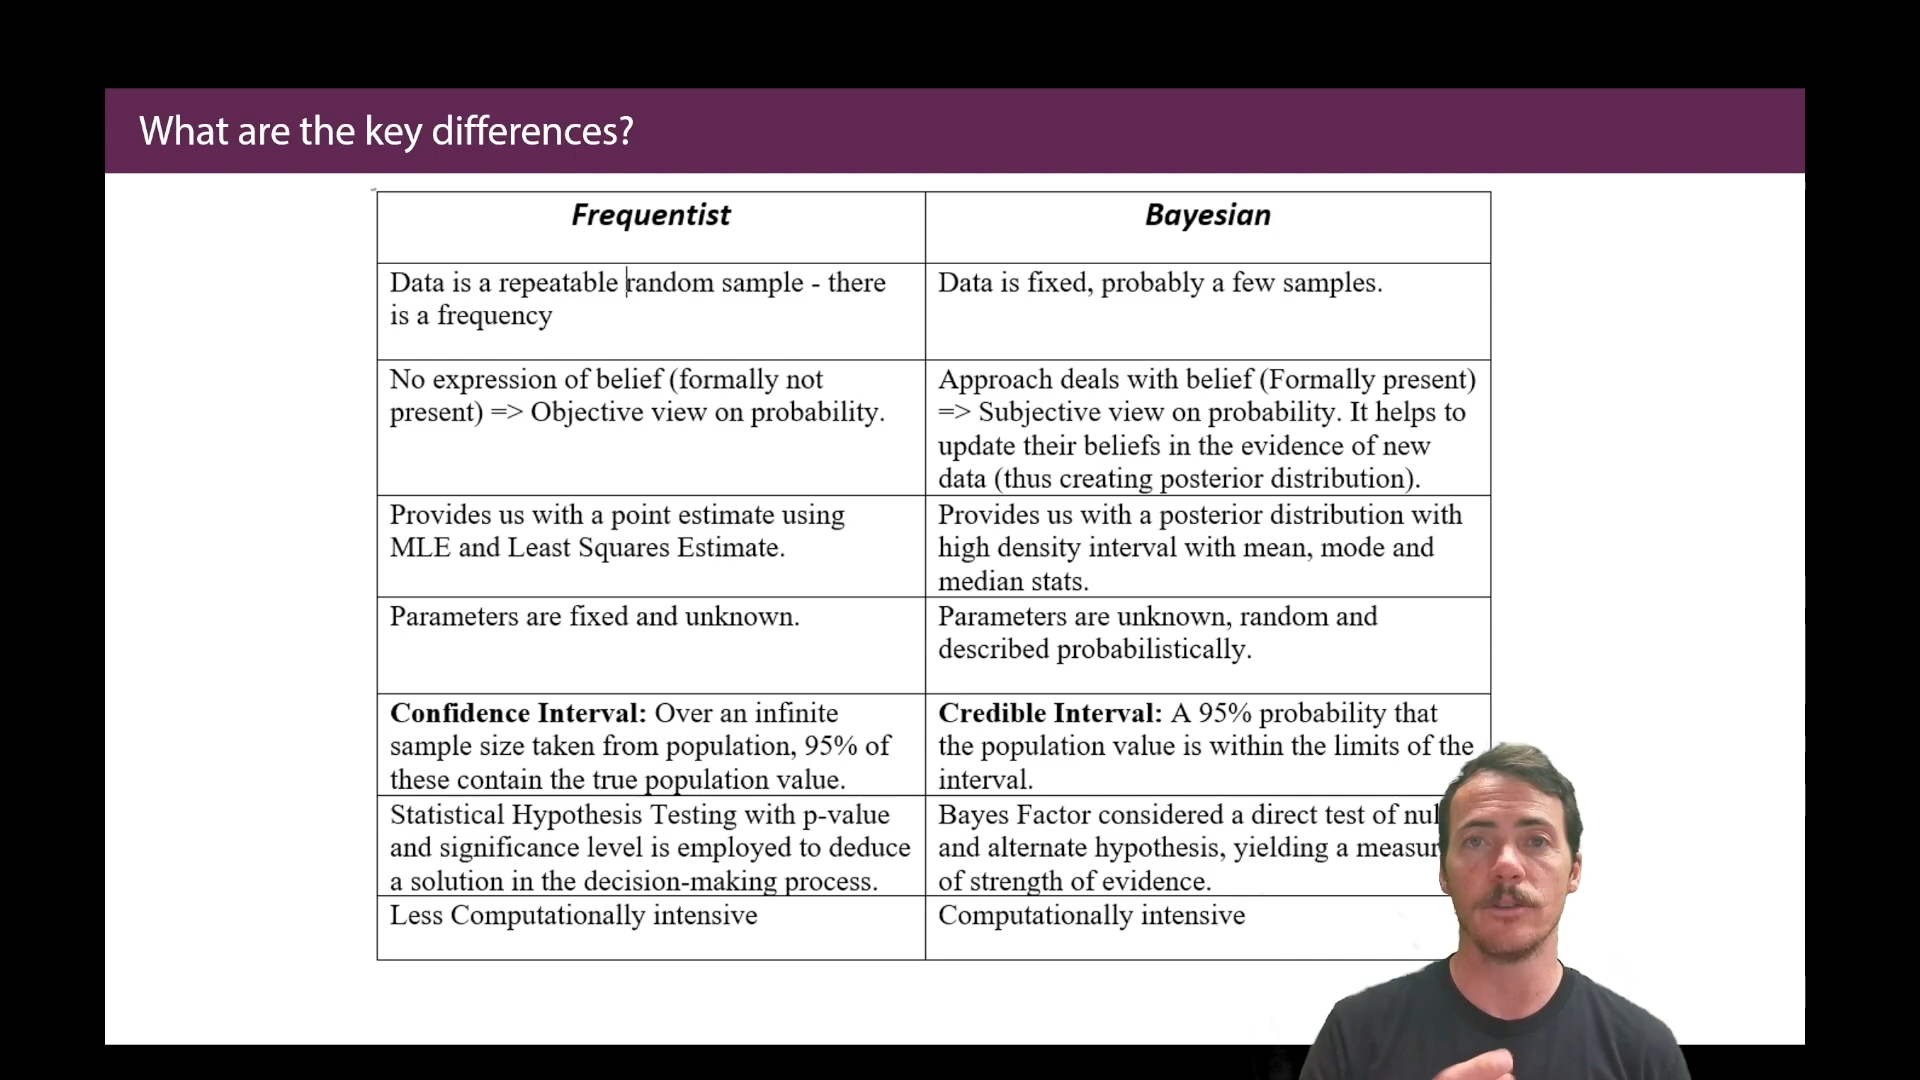 What are the key differences?
Frequentist
Bayesian
Data is a repeatable random sample - there
is a frequency
Data is fixed, probably a few samples.
No expression of belief (formally not
present) => Objective view on probability.
Approach deals with belief (Formally present)
=> Subjective view on probability. It helps to
update their beliefs in the evidence of new
data (thus creating posterior distribution).
Provides us with a point estimate using
MLE and Least Squares Estimate.
Provides us with a posterior distribution with
high density interval with mean, mode and
median stats.
Parameters are fixed and unknown.
Parameters are unknown, random and
described probabilistically.
Confidence Interval: Over an infinite
sample size taken from population, 95% of
these contain the true population value.
Credible Interval: A 95% probability that
the population value is within the limits of the
interval.
Statistical Hypothesis Testing with p-value
and significance level is employed to deduce
a solution in the decision-making process.
Bayes Factor considered a direct test of nul
and alternate hypothesis, yielding a measur
of strength of evidence.
Less Computationally intensive
Computationally intensive